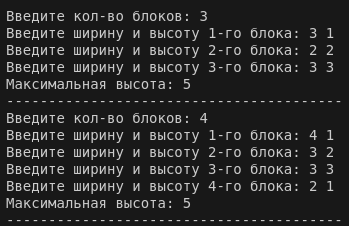 Введите кол-во блоков: 3
Введите ширину и высоту 1-го блока: 3 1
Введите ширину и высоту 2-го блока: 2 2
Введите ширину и высоту 3-го блока: 3 3
Максимальная высота: 5
----------------------------------------
Введите кол-во блоков: 4
Введите ширину и высоту 1-го блока: 4 1
Введите ширину и высоту 2-го блока: 3 2
Введите ширину и высоту 3-го блока: 3 3
Введите ширину и высоту 4-го блока: 2 1
Максимальная высота: 5
----------------------------------------